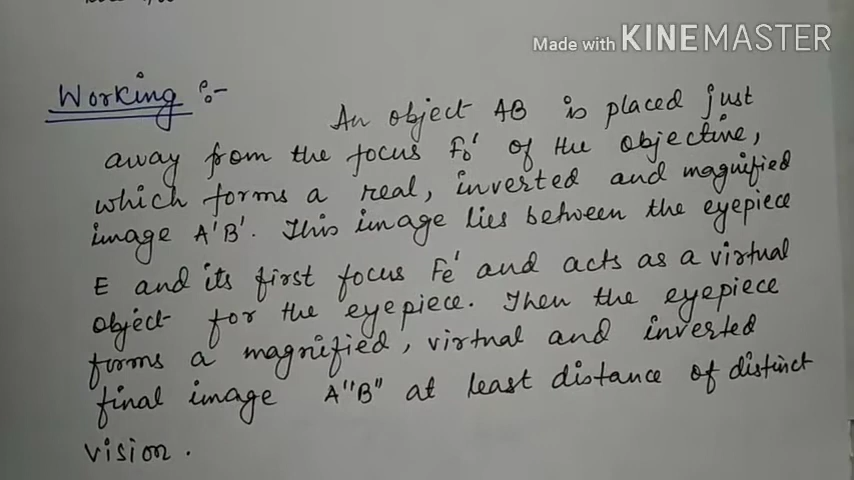 Made with KINEMASTER
Working :-
An object AB is placed just
away from the focus Fo' of the objective,
which forms a real, inverted and magnified
image A'B'. This image lies between the eyepiece
E and its first focus Fe' and acts as a virtual
object for the eyepiece. Then the eyepiece
forms a magnified, virtual and inverted
final image A"B" at least distance of distinct
vision.